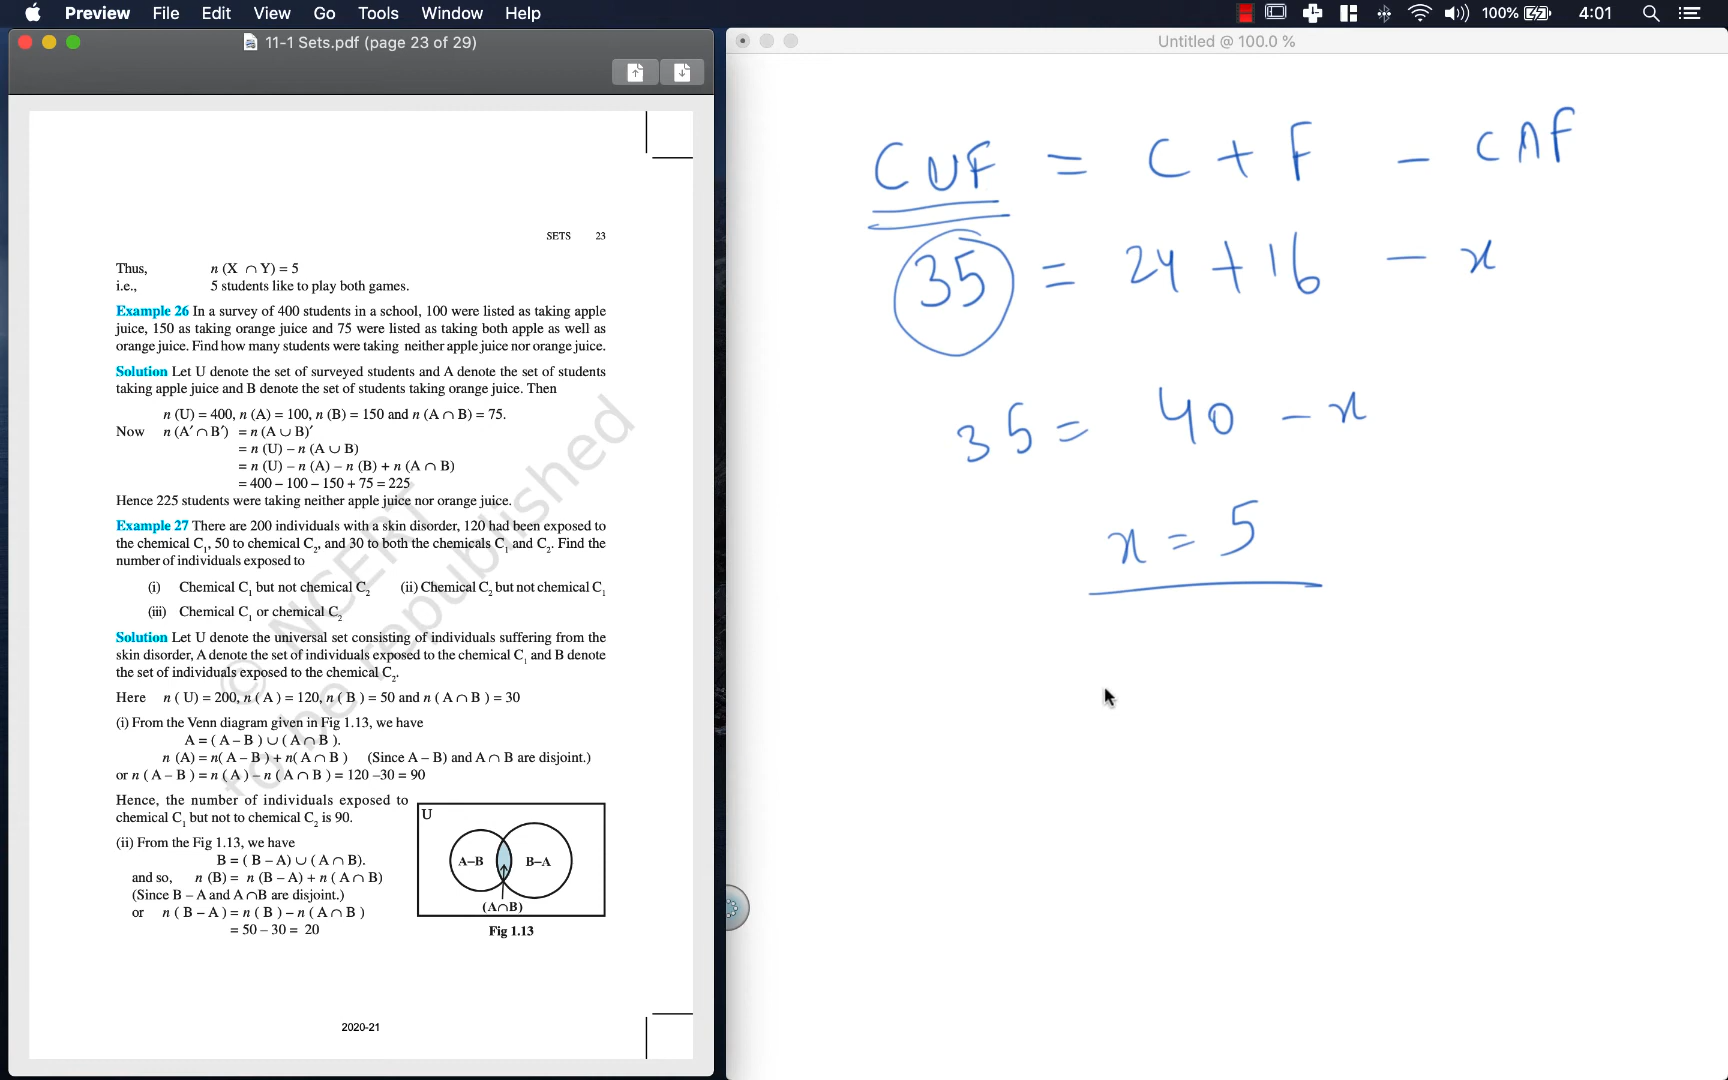 Preview File Edit View Go Tools Window Help 100% 4:01
11-1 Sets.pdf (page 23 of 29)
SETS 23
Thus, n (X ∩ Y) = 5
i.e., 5 students like to play both games.
Example 26 In a survey of 400 students in a school, 100 were listed as taking apple
juice, 150 as taking orange juice and 75 were listed as taking both apple as well as
orange juice. Find how many students were taking neither apple juice nor orange juice.
Solution Let U denote the set of surveyed students and A denote the set of students
taking apple juice and B denote the set of students taking orange juice. Then
n (U) = 400, n (A) = 100, n (B) = 150 and n (A ∩ B) = 75.
Now n (A′ ∩ B′) = n (A ∪ B)′
= n (U) – n (A ∪ B)
= n (U) – n (A) – n (B) + n (A ∩ B)
= 400 – 100 – 150 + 75 = 225
Hence 225 students were taking neither apple juice nor orange juice.
Example 27 There are 200 individuals with a skin disorder, 120 had been exposed to
the chemical C₁, 50 to chemical C₂, and 30 to both the chemicals C₁ and C₂. Find the
number of individuals exposed to
(i) Chemical C₁ but not chemical C₂ (ii) Chemical C₂ but not chemical C₁
(iii) Chemical C₁ or chemical C₂
Solution Let U denote the universal set consisting of individuals suffering from the
skin disorder, A denote the set of individuals exposed to the chemical C₁ and B denote
the set of individuals exposed to the chemical C₂.
Here n ( U) = 200, n ( A ) = 120, n ( B ) = 50 and n ( A ∩ B ) = 30
(i) From the Venn diagram given in Fig 1.13, we have
A = ( A – B ) ∪ ( A ∩ B ).
n (A) = n( A – B ) + n( A ∩ B ) (Since A – B) and A ∩ B are disjoint.)
or n ( A – B ) = n ( A ) – n ( A ∩ B ) = 120 –30 = 90
Hence, the number of individuals exposed to
chemical C₁ but not to chemical C₂ is 90.
(ii) From the Fig 1.13, we have
B = ( B – A) ∪ ( A ∩ B).
and so, n (B) = n (B – A) + n ( A ∩ B)
(Since B – A and A ∩B are disjoint.)
or n ( B – A ) = n ( B ) – n ( A ∩ B )
= 50 – 30 = 20
U
A–B B–A
(A∩B)
Fig 1.13
2020-21
© NCERT
not to be republished
Untitled @ 100.0 %
C∪F = C + F – C∩F
35 = 24 + 16 – x
35 = 40 – x
x = 5